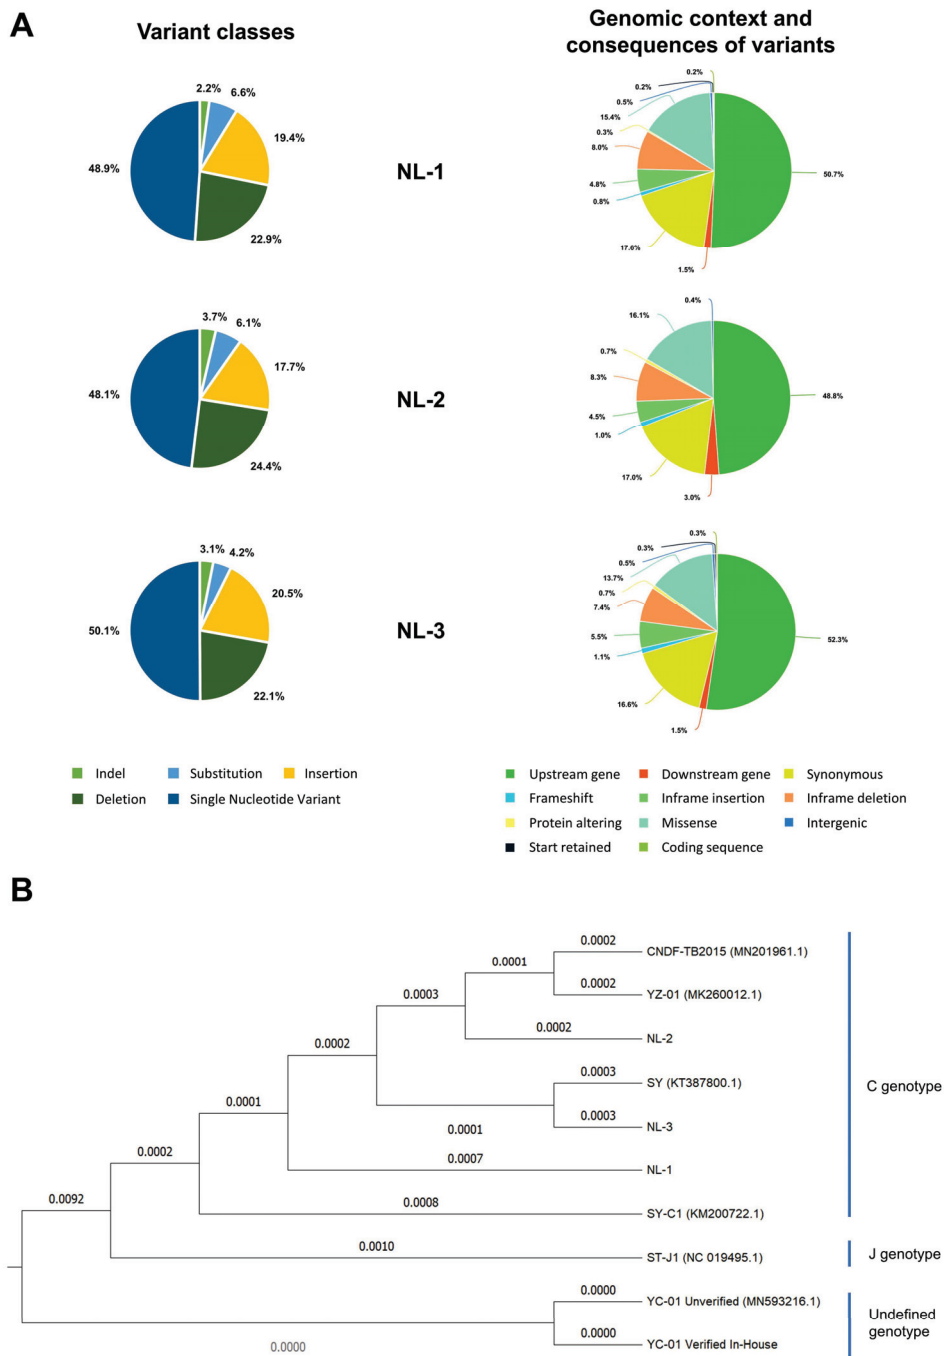 A
Variant classes
Genomic context and
consequences of variants
2.2%
6.6%
19.4%
48.9%
22.9%
NL-1
0.2%
0.2%
0.5%
15.4%
0.3%
8.0%
4.8%
0.8%
17.0%
1.5%
50.7%
3.7%
6.1%
17.7%
48.1%
24.4%
NL-2
0.4%
16.1%
0.7%
8.3%
4.5%
1.0%
17.0%
3.0%
48.8%
3.1%
4.2%
20.5%
50.1%
22.1%
NL-3
0.3%
0.3%
0.5%
13.7%
0.7%
7.4%
5.5%
1.1%
16.6%
1.5%
52.3%
Indel
Substitution
Insertion
Deletion
Single Nucleotide Variant
Upstream gene
Downstream gene
Synonymous
Frameshift
Inframe insertion
Inframe deletion
Protein altering
Missense
Intergenic
Start retained
Coding sequence
B
0.0002
CNDF-TB2015 (MN201961.1)
0.0001
0.0002
YZ-01 (MK260012.1)
0.0003
0.0002
NL-2
0.0002
0.0003
SY (KT387800.1)
C genotype
0.0003
NL-3
0.0001
0.0001
0.0007
NL-1
0.0002
0.0008
SY-C1 (KM200722.1)
0.0092
0.0010
ST-J1 (NC 019495.1)
J genotype
0.0000
YC-01 Unverified (MN593216.1)
Undefined
genotype
0.0000
YC-01 Verified In-House
0.0000